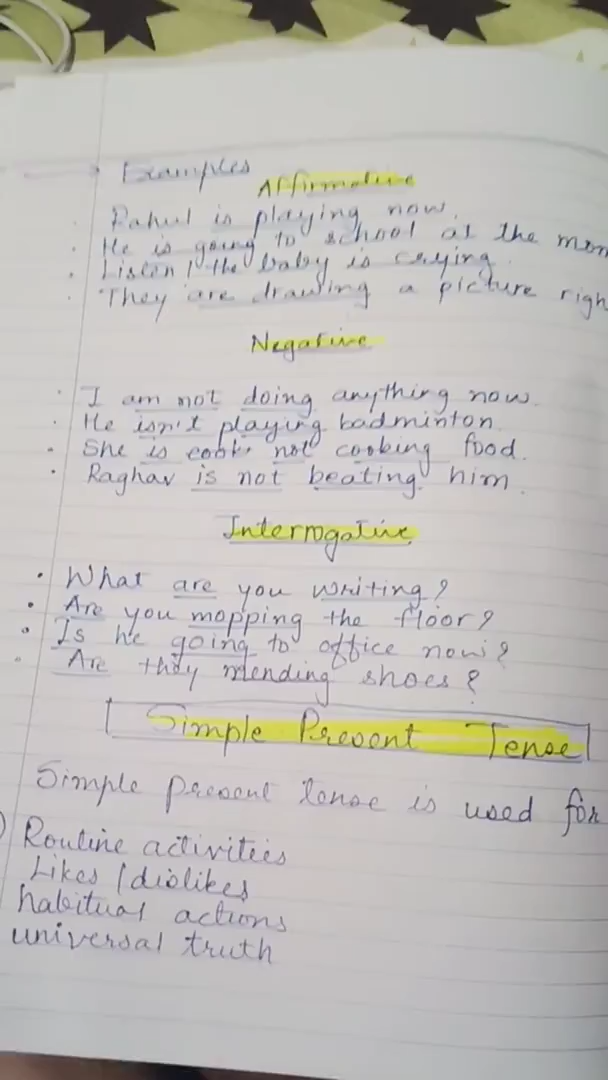 Examples
Affirmative
· Rahul is playing now.
· He is going to school at the mom
· Listen! the baby is crying.
· They are drawing a picture righ
Negative
· I am not doing anything now.
· He isn't playing badminton.
· She is cook not cooking food.
· Raghav is not beating him.
Interrogative
· What are you writing?
· Are you mopping the floor?
· Is he going to office now?
· Are they mending shoes?
Simple Present Tense
Simple present tense is used for
) Routine activities
Likes / dislikes
habitual actions
universal truth